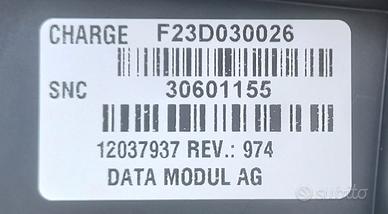 CHARGE F23D030026
SNC 30601155
12037937 REV.: 974
DATA MODUL AG
subito